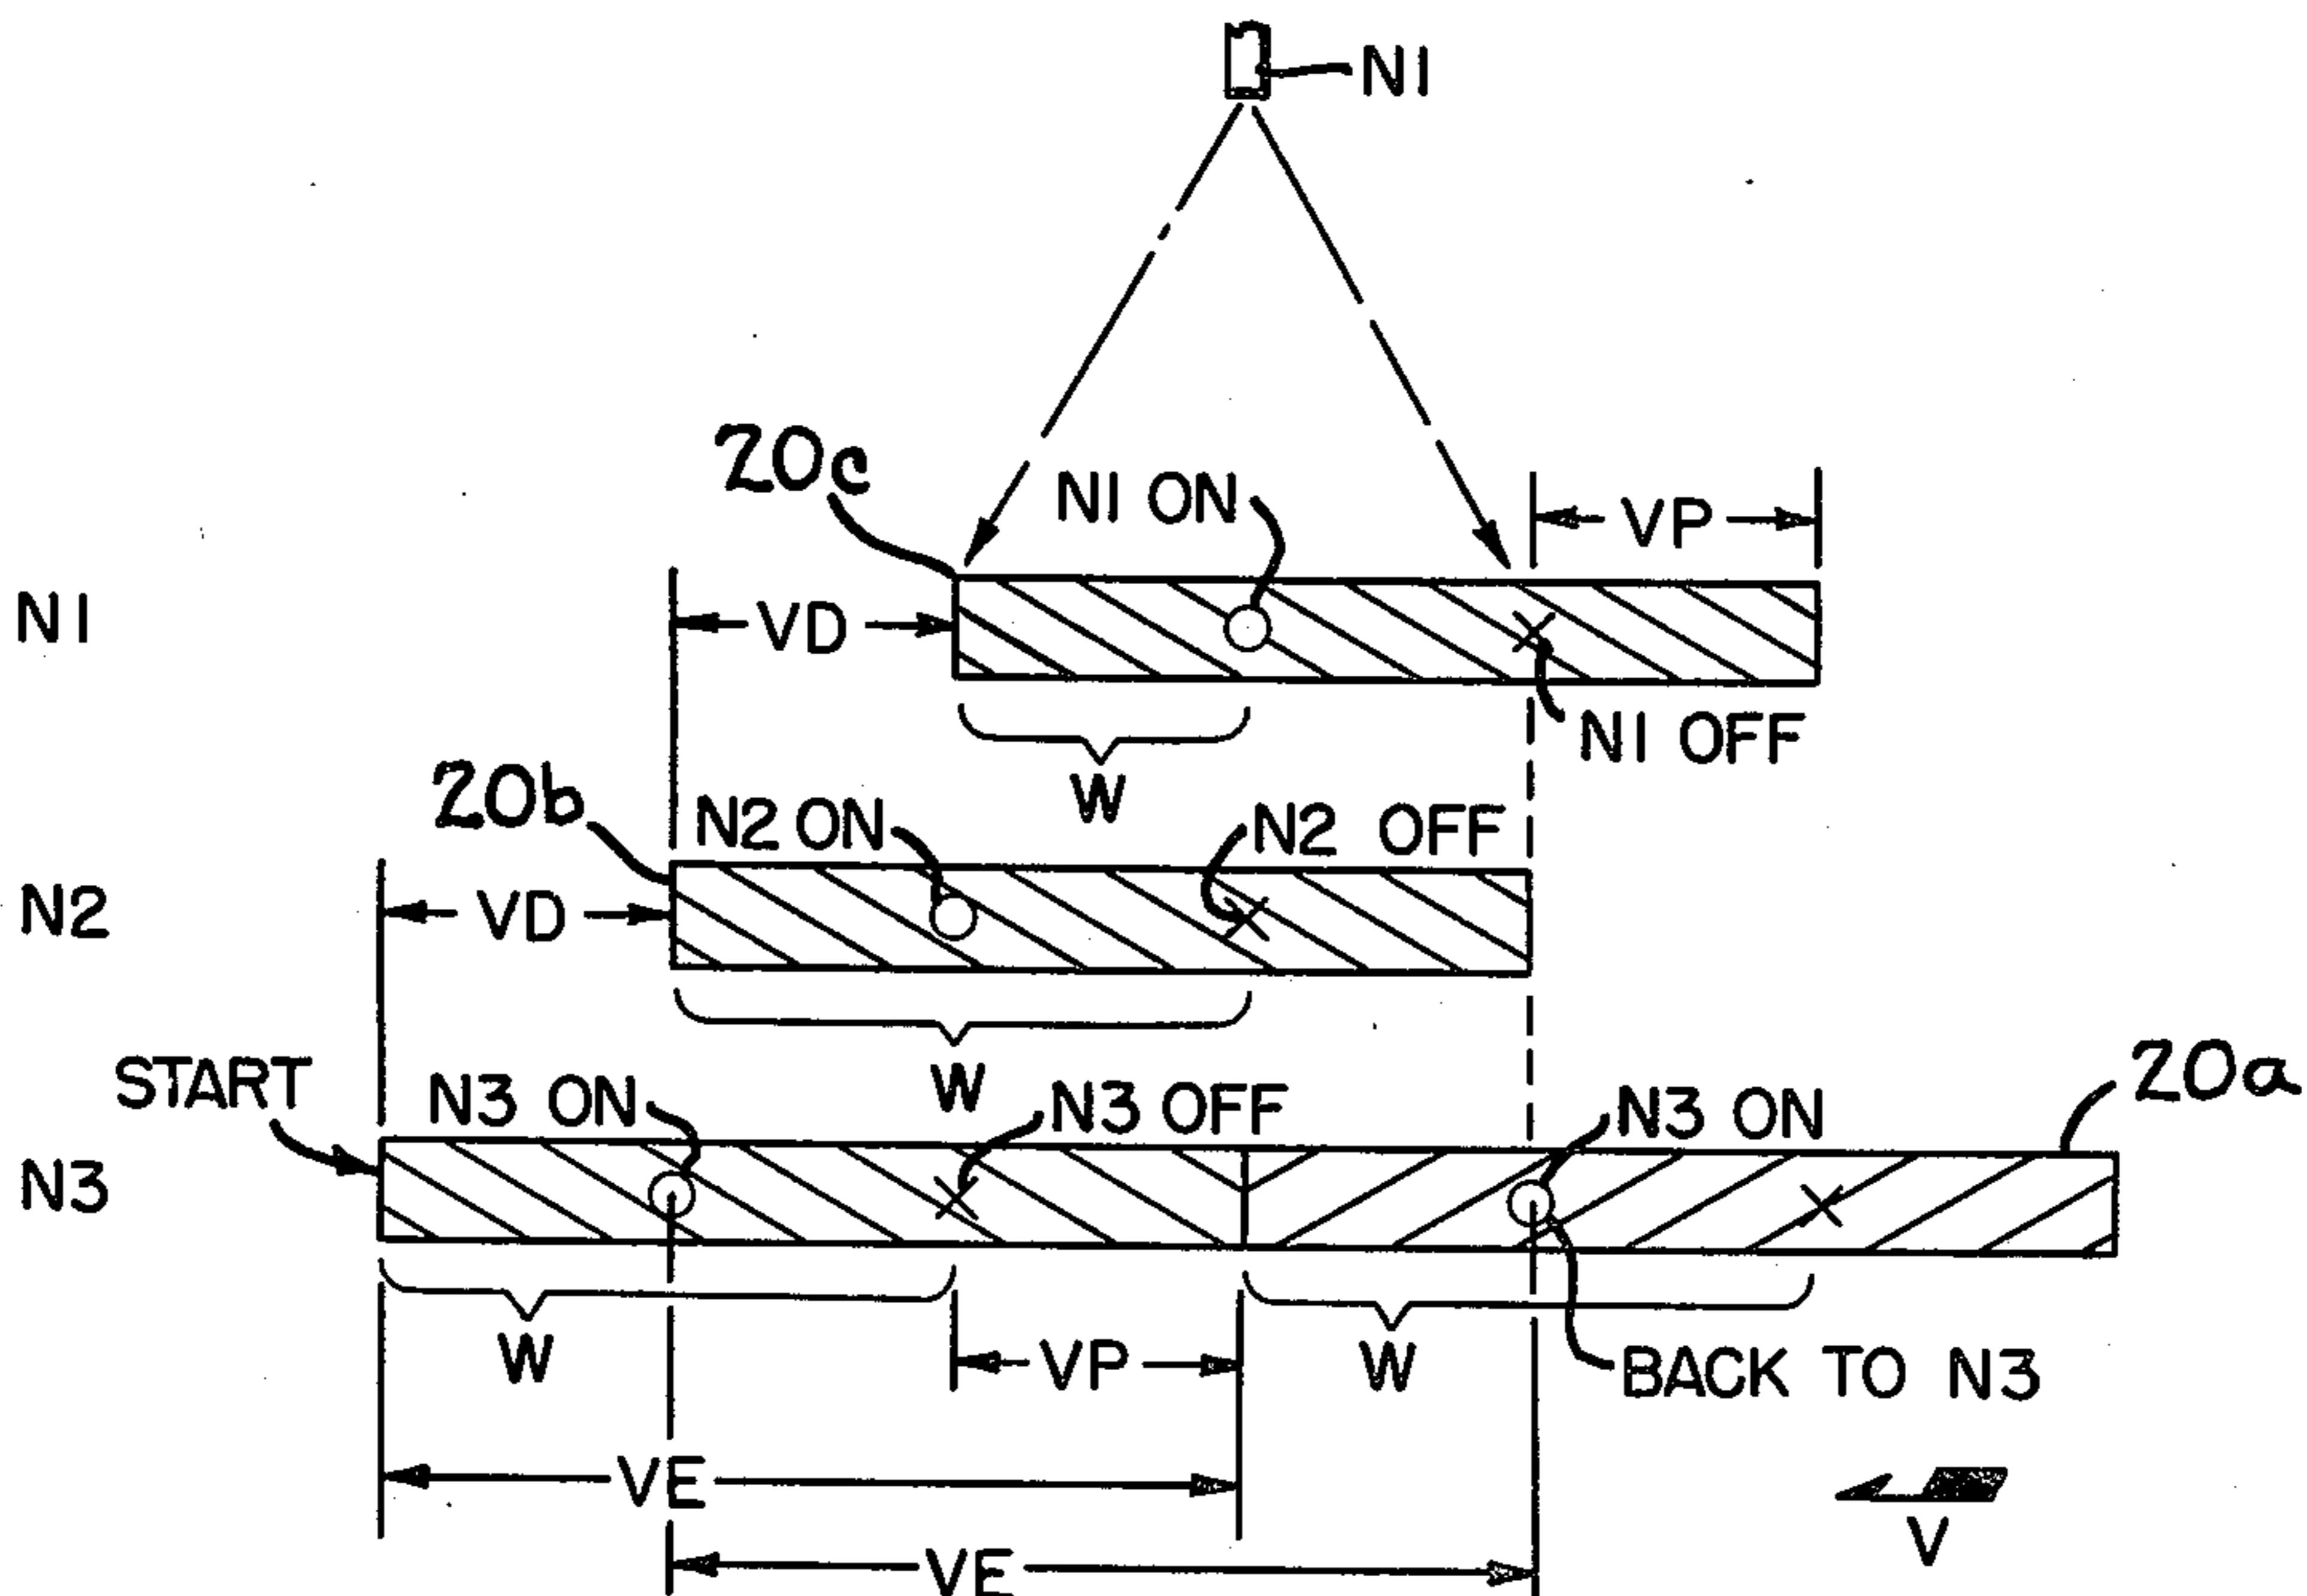 N1
20c
N1 ON
VP
N1
VD
N1 OFF
W
20b
N2 ON
N2 OFF
N2
VD
W
START
N3 ON
N3 OFF
N3 ON
20a
N3
W
VP
W
BACK TO N3
VE
V
VE